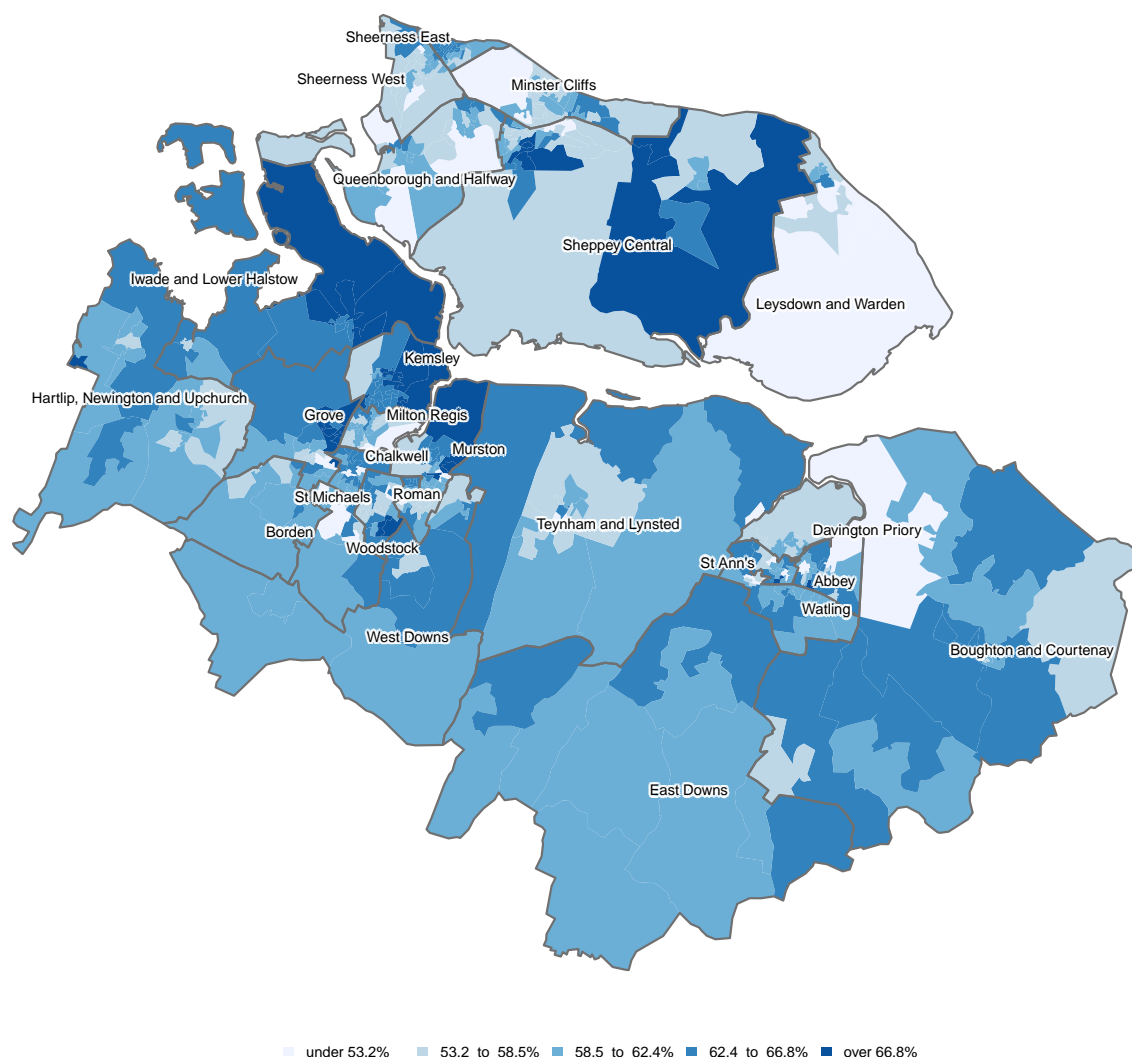 Sheerness East
Sheerness West
Minster Cliffs
Queenborough and Halfway
Sheppey Central
Iwade and Lower Halstow
Leysdown and Warden
Kemsley
Hartlip, Newington and Upchurch
Grove
Milton Regis
Murston
Chalkwell
St Michaels
Roman
Teynham and Lynsted
Davington Priory
Borden
Woodstock
St Ann's
Abbey
Watling
West Downs
Boughton and Courtenay
East Downs
under 53.2% 53.2 to 58.5% 58.5 to 62.4% 62.4 to 66.8% over 66.8%